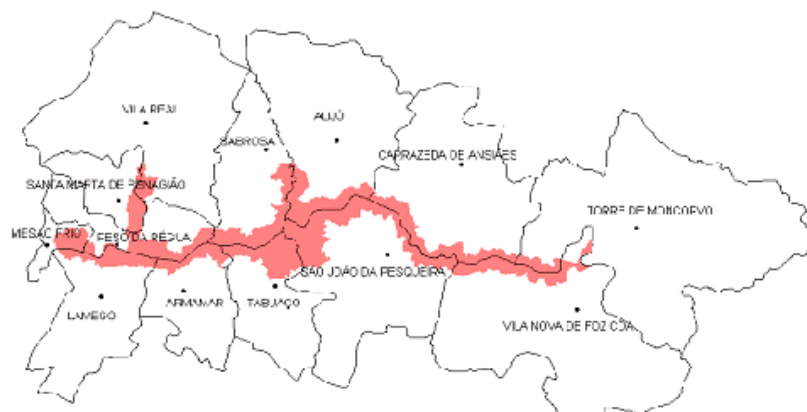 VILA REAL
ALIJÓ
SABROSA
CARRAZEDA DE ANSIÃES
SANTA MARTA DE PENAGIÃO
TORRE DE MONCORVO
MESÃO FRIO
PESO DA RÉGUA
SÃO JOÃO DA PESQUEIRA
LAMEGO
ARMAMAR
TABUAÇO
VILA NOVA DE FOZ CÔA